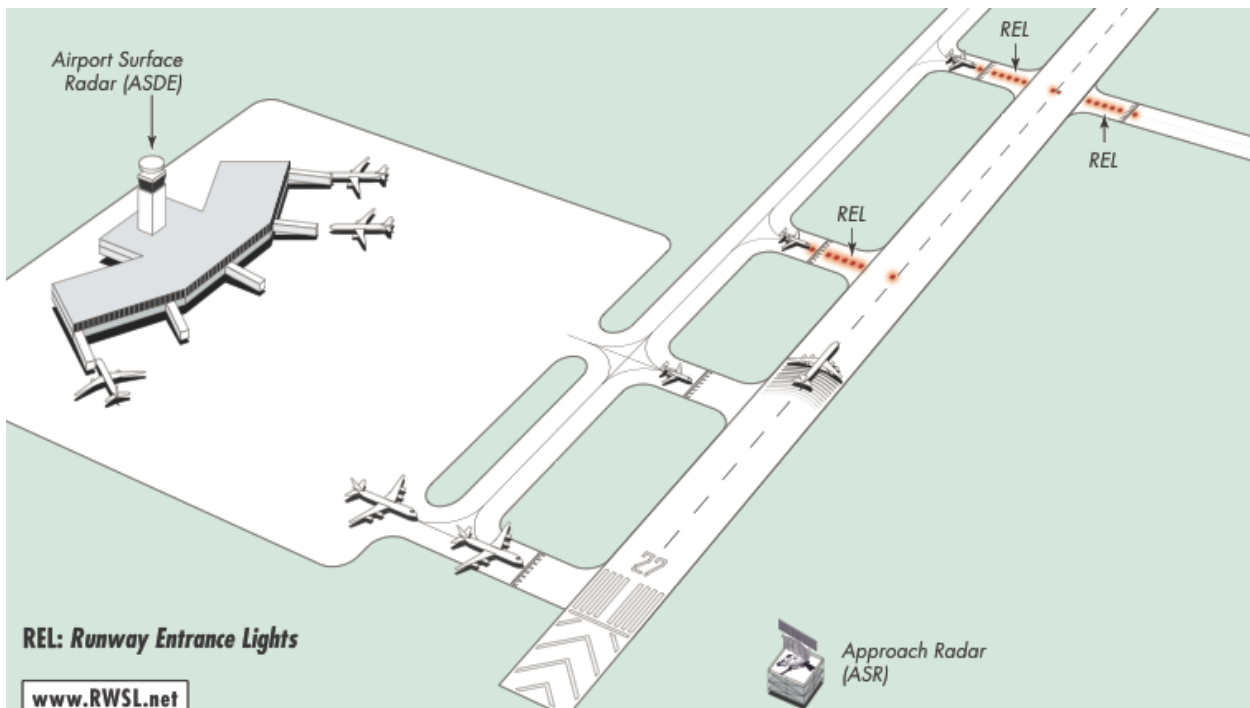 Airport Surface
Radar (ASDE)
REL
REL
REL
27
REL: Runway Entrance Lights
www.RWSL.net
Approach Radar
(ASR)